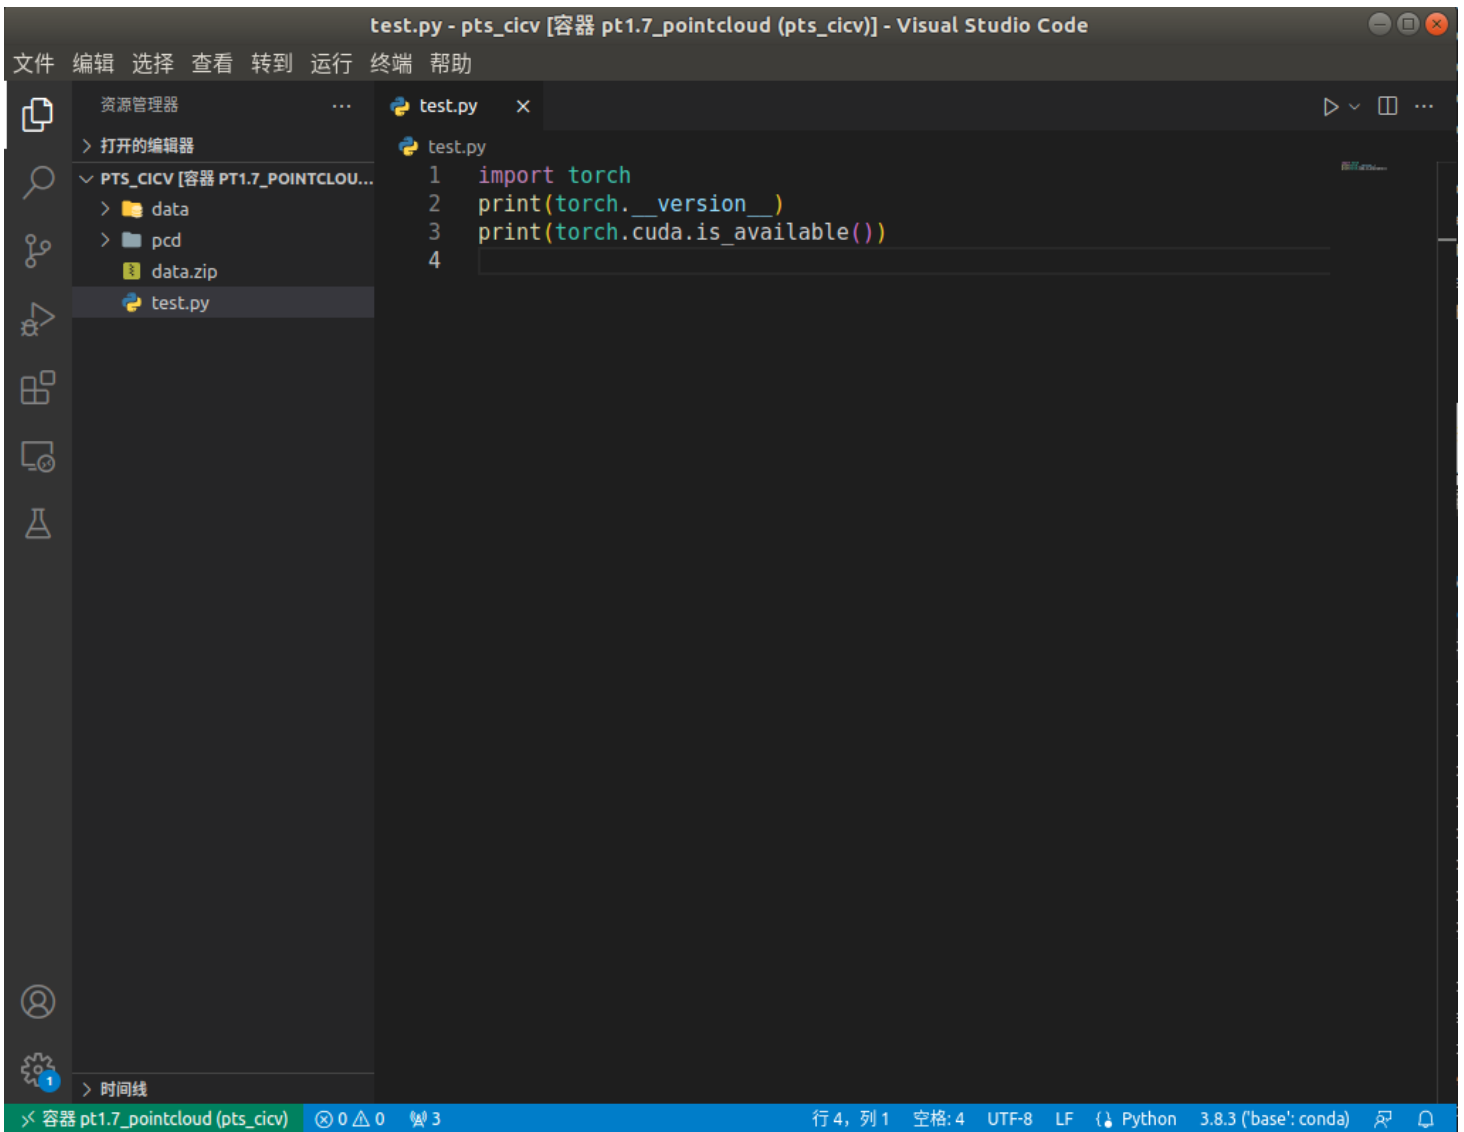 test.py - pts_cicv [容器 pt1.7_pointcloud (pts_cicv)] - Visual Studio Code
文件 编辑 选择 查看 转到 运行 终端 帮助
资源管理器
打开的编辑器
PTS_CICV [容器 PT1.7_POINTCLOU...
data
pcd
data.zip
test.py
时间线
test.py
test.py
1 import torch
2 print(torch.__version__)
3 print(torch.cuda.is_available())
4
1
容器 pt1.7_pointcloud (pts_cicv) 0 0 3 行 4，列 1 空格: 4 UTF-8 LF Python 3.8.3 ('base': conda)